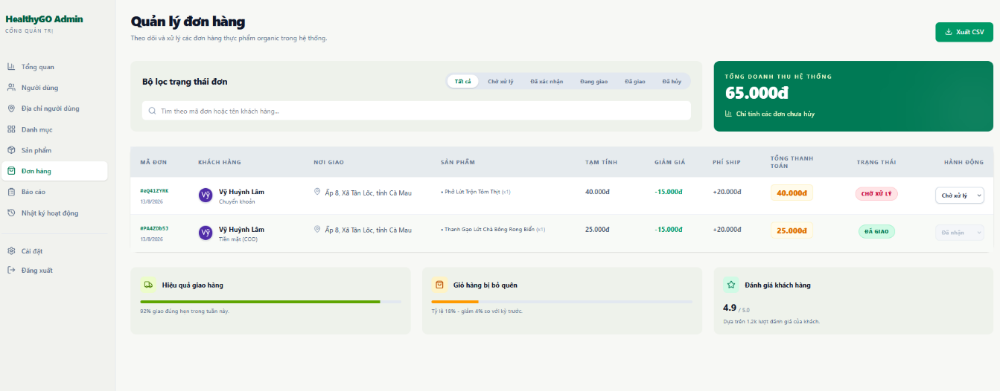 HealthyGO Admin
CỔNG QUẢN TRỊ
Tổng quan
Người dùng
Địa chỉ người dùng
Danh mục
Sản phẩm
Đơn hàng
Báo cáo
Nhật ký hoạt động
Cài đặt
Đăng xuất
Quản lý đơn hàng
Theo dõi và xử lý các đơn hàng thực phẩm organic trong hệ thống.
Xuất CSV
Bộ lọc trạng thái đơn
Tất cả Chờ xử lý Đã xác nhận Đang giao Đã giao Đã hủy
Tìm theo mã đơn hoặc tên khách hàng...
TỔNG DOANH THU HỆ THỐNG
65.000đ
Chỉ tính các đơn chưa hủy
MÃ ĐƠN KHÁCH HÀNG NƠI GIAO SẢN PHẨM TẠM TÍNH GIẢM GIÁ PHÍ SHIP TỔNG THANH TOÁN TRẠNG THÁI HÀNH ĐỘNG
#eQ41ZYRK Vỹ Vỹ Huỳnh Lâm Ấp 8, Xã Tân Lốc, tỉnh Cà Mau • Phở Lứt Trộn Tôm Thịt (x1) 40.000đ -15.000đ +20.000đ 40.000đ CHỜ XỬ LÝ Chờ xử lý
13/8/2026 Chuyển khoản
#PA4ZDb5J Vỹ Vỹ Huỳnh Lâm Ấp 8, Xã Tân Lốc, tỉnh Cà Mau • Thanh Gạo Lứt Chà Bông Rong Biển (x1) 25.000đ -15.000đ +20.000đ 25.000đ ĐÃ GIAO Đã nhận
13/8/2026 Tiền mặt (COD)
Hiệu quả giao hàng
92% giao đúng hẹn trong tuần này.
Giỏ hàng bị bỏ quên
Tỷ lệ 18% - giảm 4% so với kỳ trước.
Đánh giá khách hàng
4.9 / 5.0
Dựa trên 1.2k lượt đánh giá của khách.